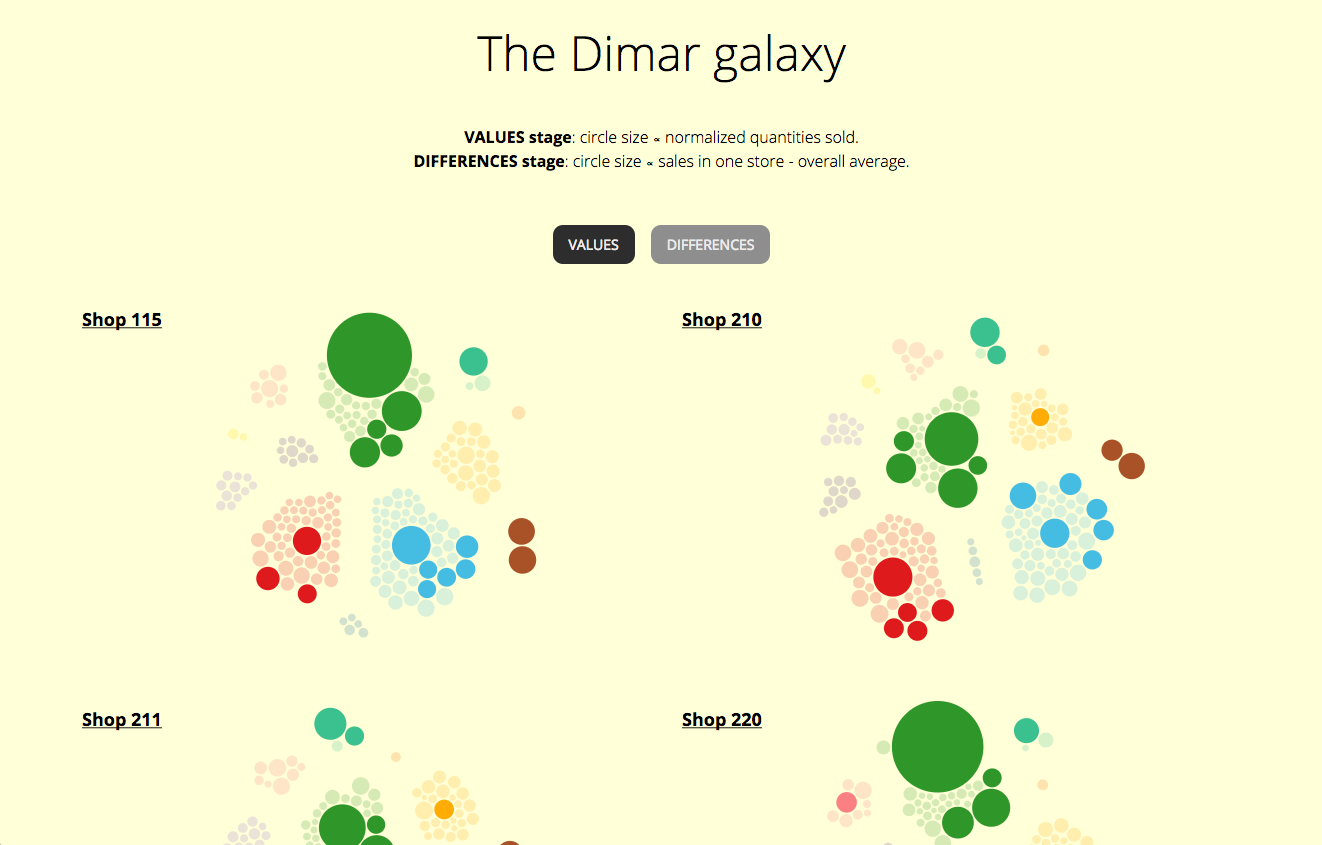 The Dimar galaxy
VALUES stage: circle size ∝ normalized quantities sold.
DIFFERENCES stage: circle size ∝ sales in one store - overall average.
VALUES
DIFFERENCES
Shop 115
Shop 210
Shop 211
Shop 220